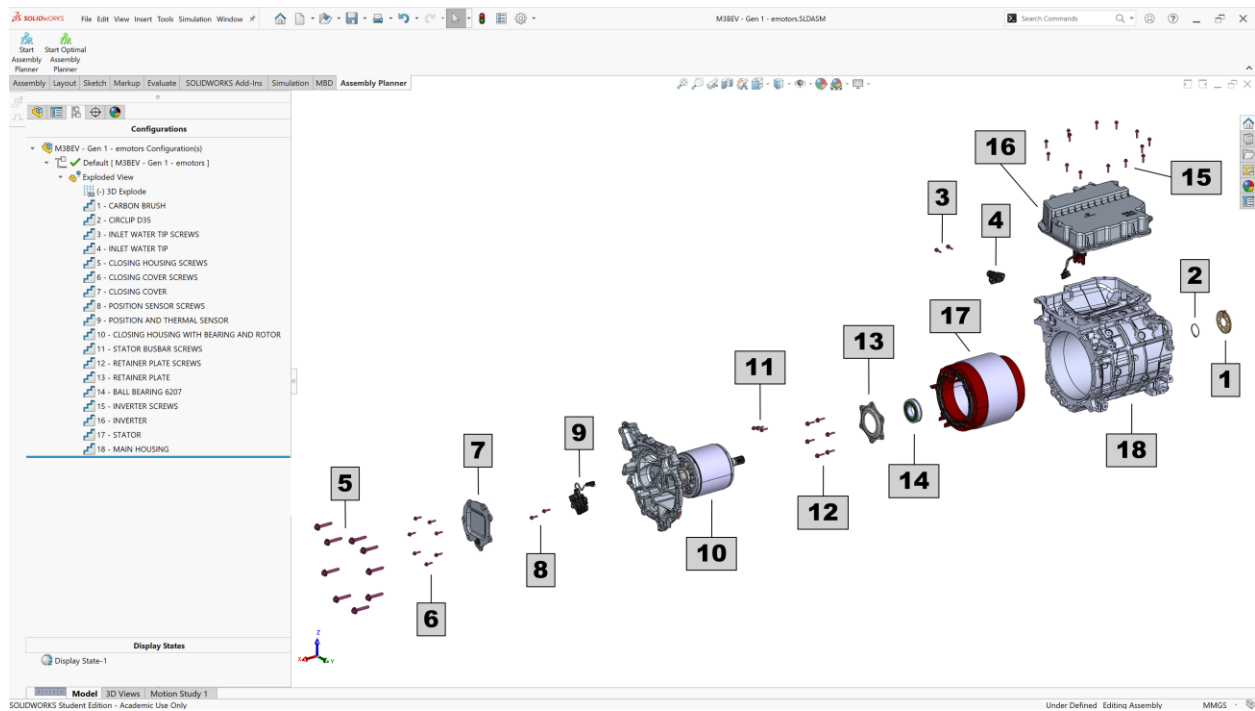 SOLIDWORKS File Edit View Insert Tools Simulation Window M3BEV - Gen 1 - emotors.SLDASM Search Commands
Start Assembly Planner
Start Optimal Assembly Planner
Assembly Layout Sketch Markup Evaluate SOLIDWORKS Add-Ins Simulation MBD Assembly Planner
Configurations
M3BEV - Gen 1 - emotors Configuration(s)
Default [ M3BEV - Gen 1 - emotors ]
Exploded View
(-) 3D Explode
1 - CARBON BRUSH
2 - CIRCLIP D35
3 - INLET WATER TIP SCREWS
4 - INLET WATER TIP
5 - CLOSING HOUSING SCREWS
6 - CLOSING COVER SCREWS
7 - CLOSING COVER
8 - POSITION SENSOR SCREWS
9 - POSITION AND THERMAL SENSOR
10 - CLOSING HOUSING WITH BEARING AND ROTOR
11 - STATOR BUSBAR SCREWS
12 - RETAINER PLATE SCREWS
13 - RETAINER PLATE
14 - BALL BEARING 6207
15 - INVERTER SCREWS
16 - INVERTER
17 - STATOR
18 - MAIN HOUSING
16
15
3
4
2
17
13
1
11
9
18
7
14
5
12
10
8
6
Z
X
Y
Display States
Display State-1
Model 3D Views Motion Study 1
SOLIDWORKS Student Edition - Academic Use Only Under Defined Editing Assembly MMGS